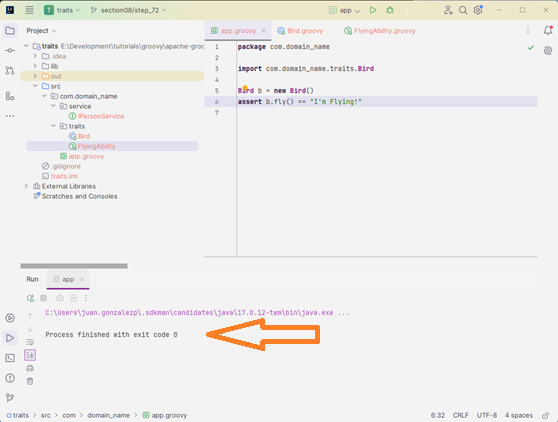 traits
section08/step_72
app
Project
app.groovy
Bird.groovy
FlyingAbility.groovy
traits E:\Development\tutorials\groovy\apache-groo
.idea
lib
out
src
com.domain_name
service
IPersonService
traits
Bird
FlyingAbility
app.groovy
.gitignore
traits.iml
External Libraries
Scratches and Consoles
1 package com.domain_name
2
3 import com.domain_name.traits.Bird
4
5 Bird b = new Bird()
6 assert b.fly() == "I'm Flying!"
7
Run
app
C:\Users\juan.gonzalezp\.sdkman\candidates\java\17.0.12-tem\bin\java.exe ...
Process finished with exit code 0
traits > src > com > domain_name > app.groovy
6:32 CRLF UTF-8 4 spaces